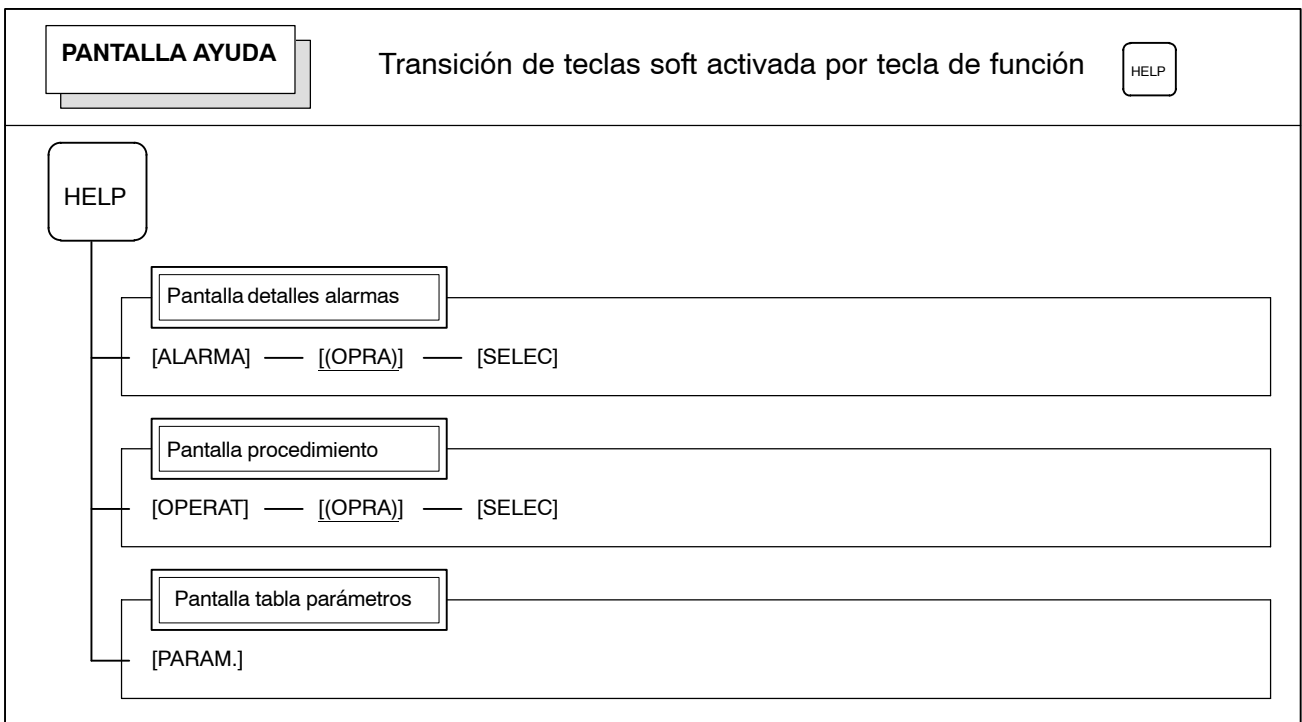 PANTALLA AYUDA
Transición de teclas soft activada por tecla de función
HELP
HELP
Pantalla detalles alarmas
[ALARMA] [(OPRA)] [SELEC]
Pantalla procedimiento
[OPERAT] [(OPRA)] [SELEC]
Pantalla tabla parámetros
[PARAM.]